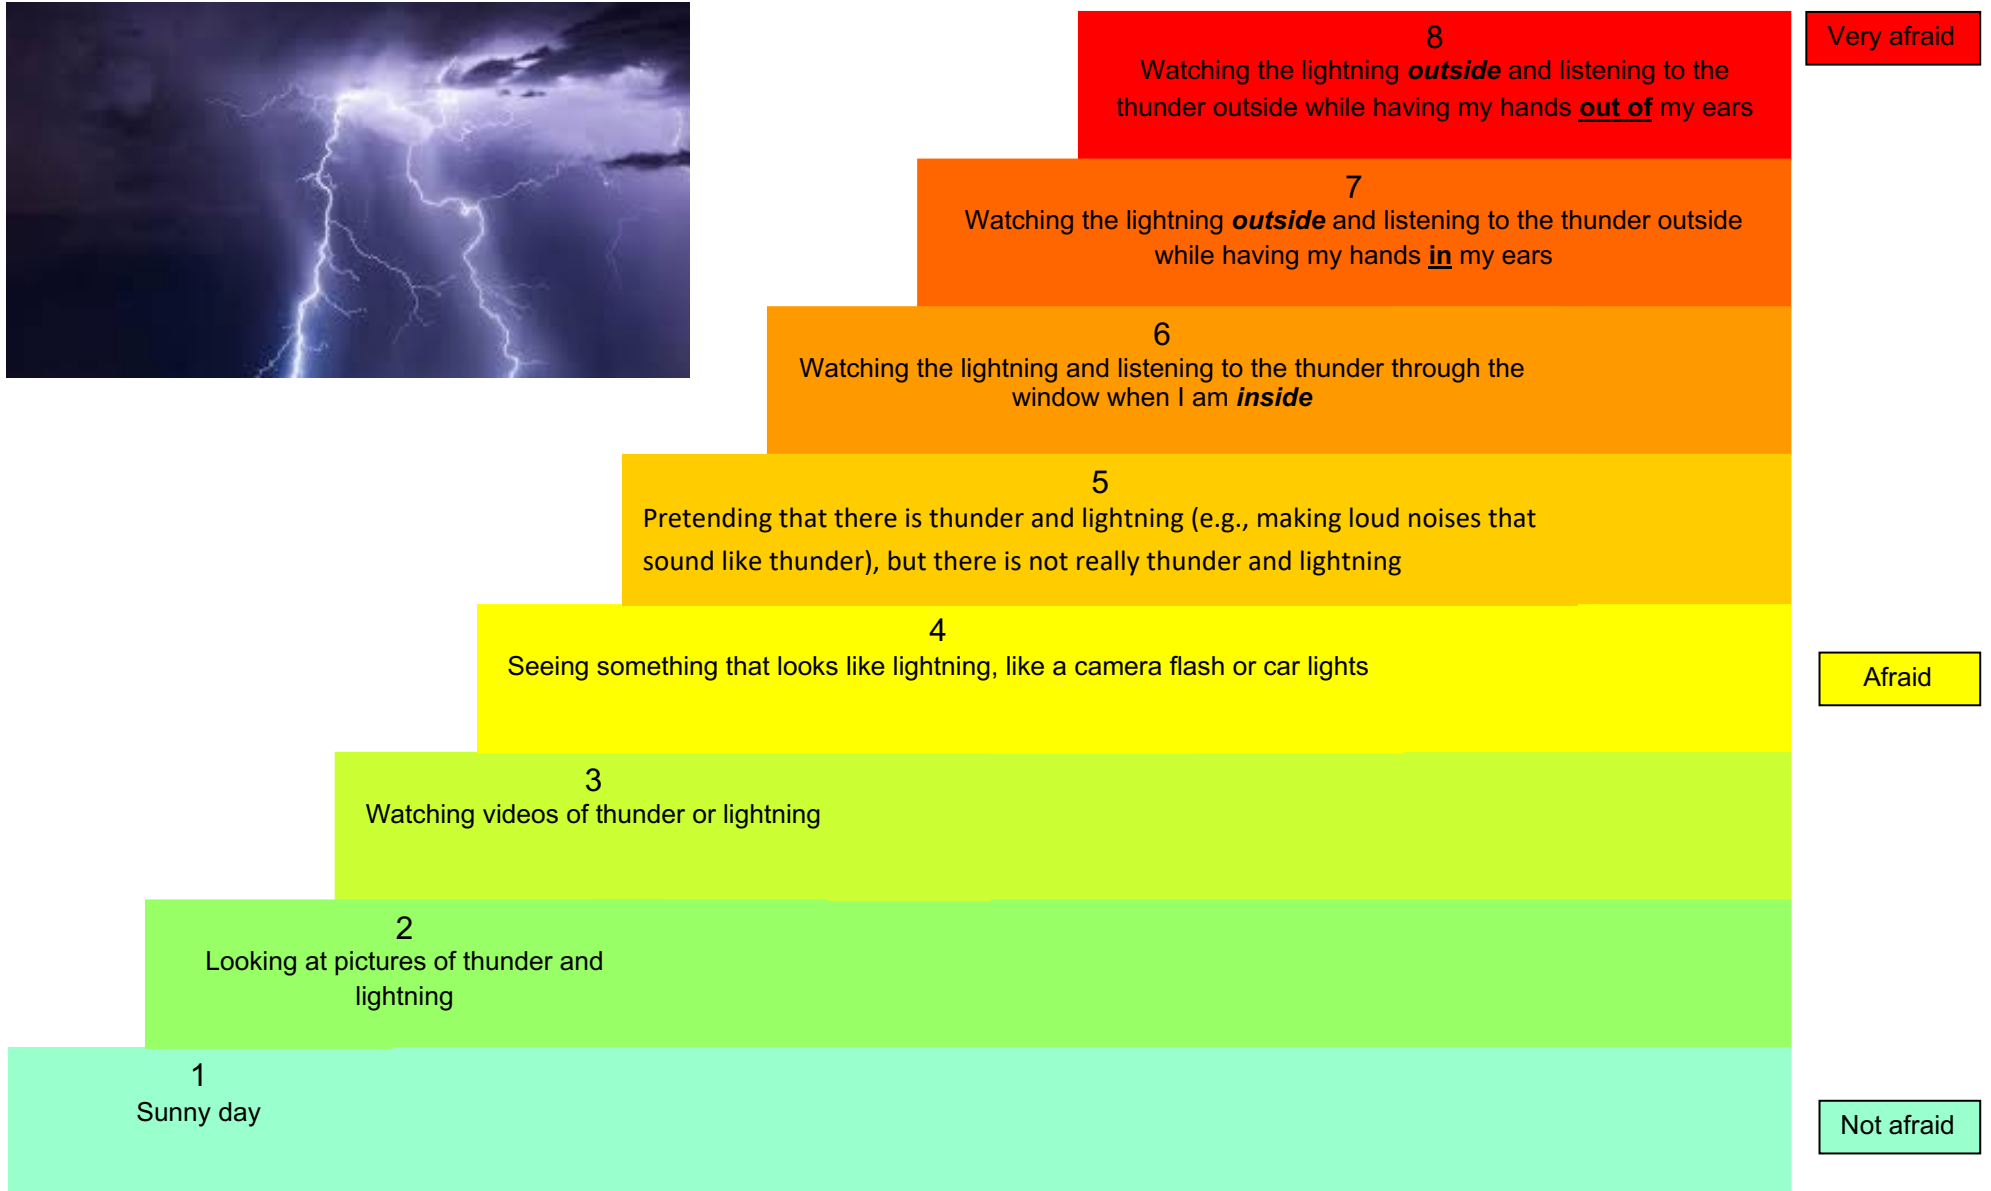 8
Very afraid
Watching the lightning outside and listening to the
thunder outside while having my hands out of my ears
7
Watching the lightning outside and listening to the thunder outside
while having my hands in my ears
6
Watching the lightning and listening to the thunder through the
window when I am inside
5
Pretending that there is thunder and lightning (e.g., making loud noises that
sound like thunder), but there is not really thunder and lightning
4
Seeing something that looks like lightning, like a camera flash or car lights
Afraid
3
Watching videos of thunder or lightning
2
Looking at pictures of thunder and
lightning
1
Sunny day
Not afraid